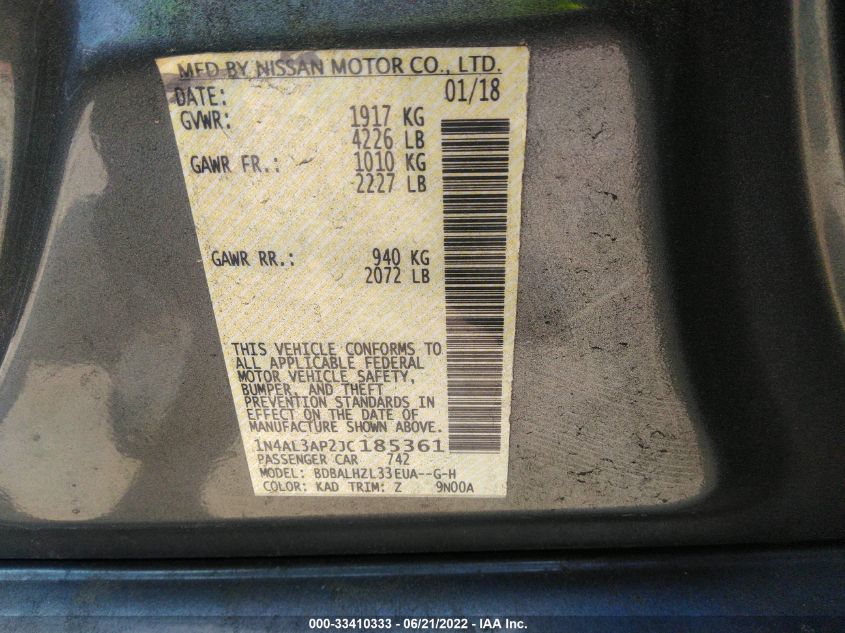 MFD BY NISSAN MOTOR CO., LTD.
DATE: 01/18
GVWR: 1917 KG
4226 LB
GAWR FR.: 1010 KG
2227 LB
GAWR RR.: 940 KG
2072 LB
THIS VEHICLE CONFORMS TO
ALL APPLICABLE FEDERAL
MOTOR VEHICLE SAFETY,
BUMPER, AND THEFT
PREVENTION STANDARDS IN
EFFECT ON THE DATE OF
MANUFACTURE SHOWN ABOVE.
1N4AL3AP2JC185361
PASSENGER CAR 742
MODEL: BDBALHZL33EUA--G-H
COLOR: KAD TRIM: Z 9N00A
000-33410333 - 06/21/2022 - IAA Inc.